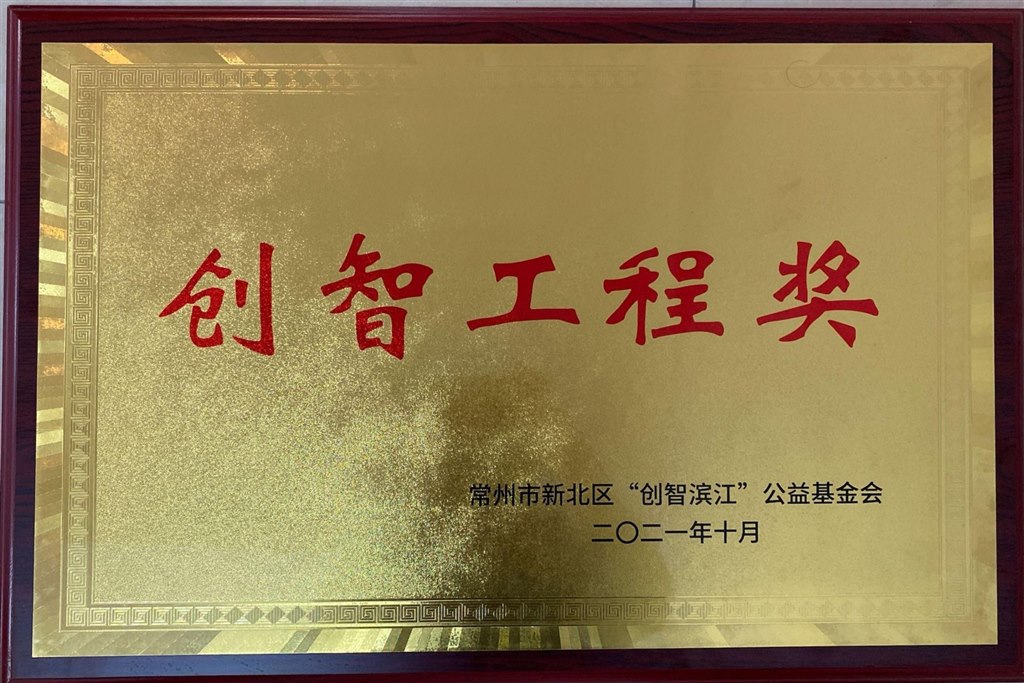 创智工程奖
常州市新北区“创智滨江”公益基金会
二〇二一年十月